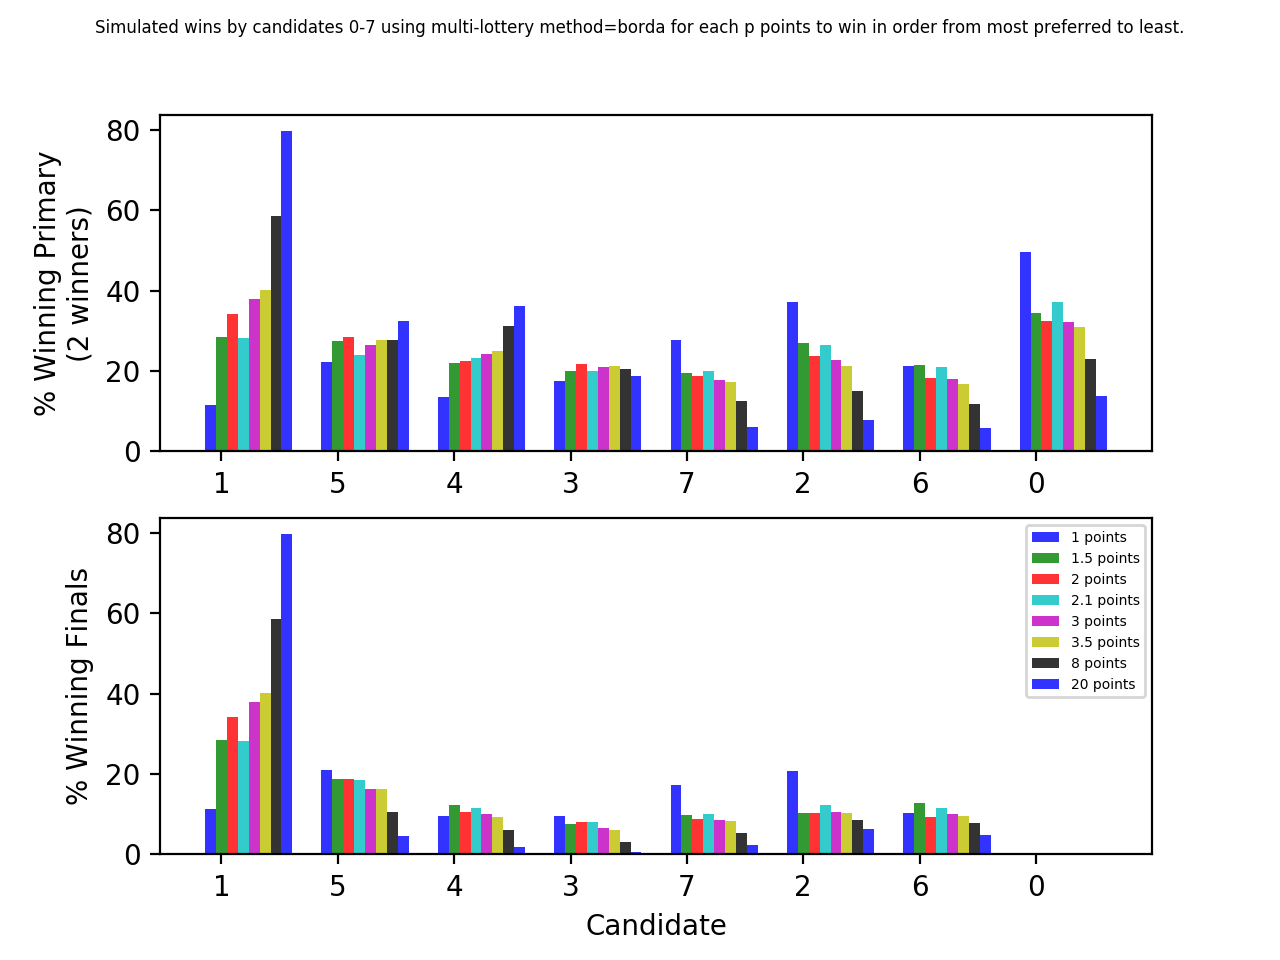 Simulated wins by candidates 0-7 using multi-lottery method=borda for each p points to win in order from most preferred to least.
% Winning Primary
(2 winners)
80
60
40
20
0
1 5 4 3 7 2 6 0
% Winning Finals
80
60
40
20
0
1 points
1.5 points
2 points
2.1 points
3 points
3.5 points
8 points
20 points
1 5 4 3 7 2 6 0
Candidate